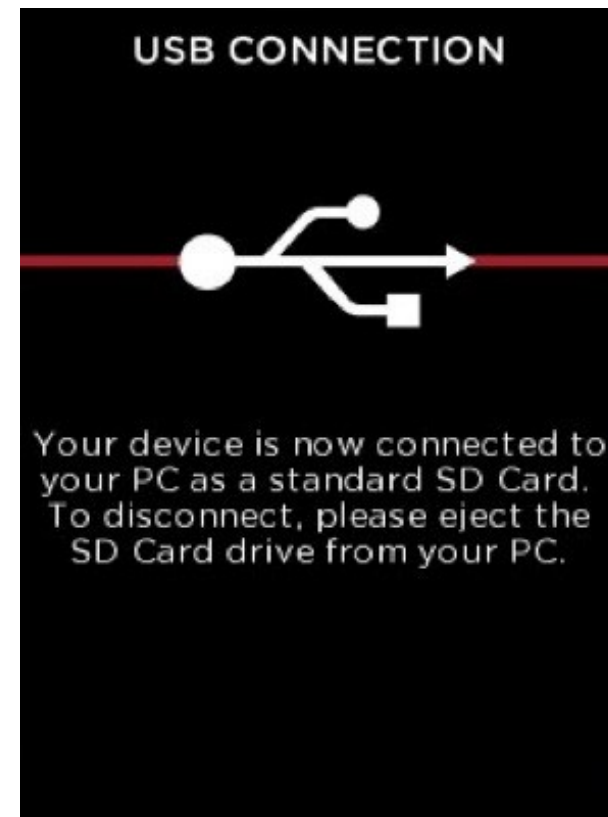 USB CONNECTION
Your device is now connected to
your PC as a standard SD Card.
To disconnect, please eject the
SD Card drive from your PC.